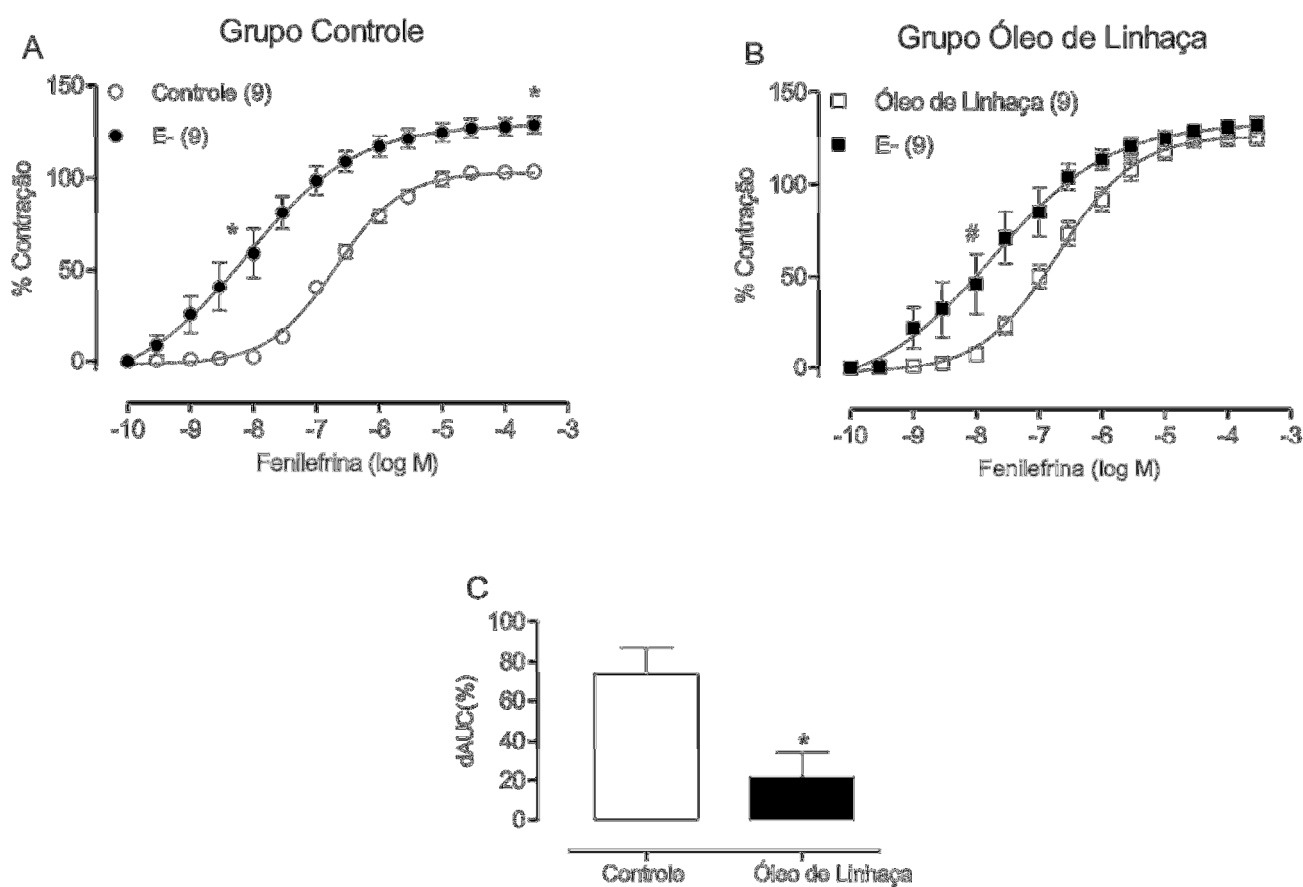 A
Grupo Controle
150
Controle (9)
E- (9)
*
*
100
50
0
% Contração
-10 -9 -8 -7 -6 -5 -4 -3
Fenilefrina (log M)
B
Grupo Óleo de Linhaça
150
Óleo de Linhaça (9)
E- (9)
#
100
50
0
% Contração
-10 -9 -8 -7 -6 -5 -4 -3
Fenilefrina (log M)
C
100
80
60
40
20
0
dAUC(%)
*
Controle Óleo de Linhaça